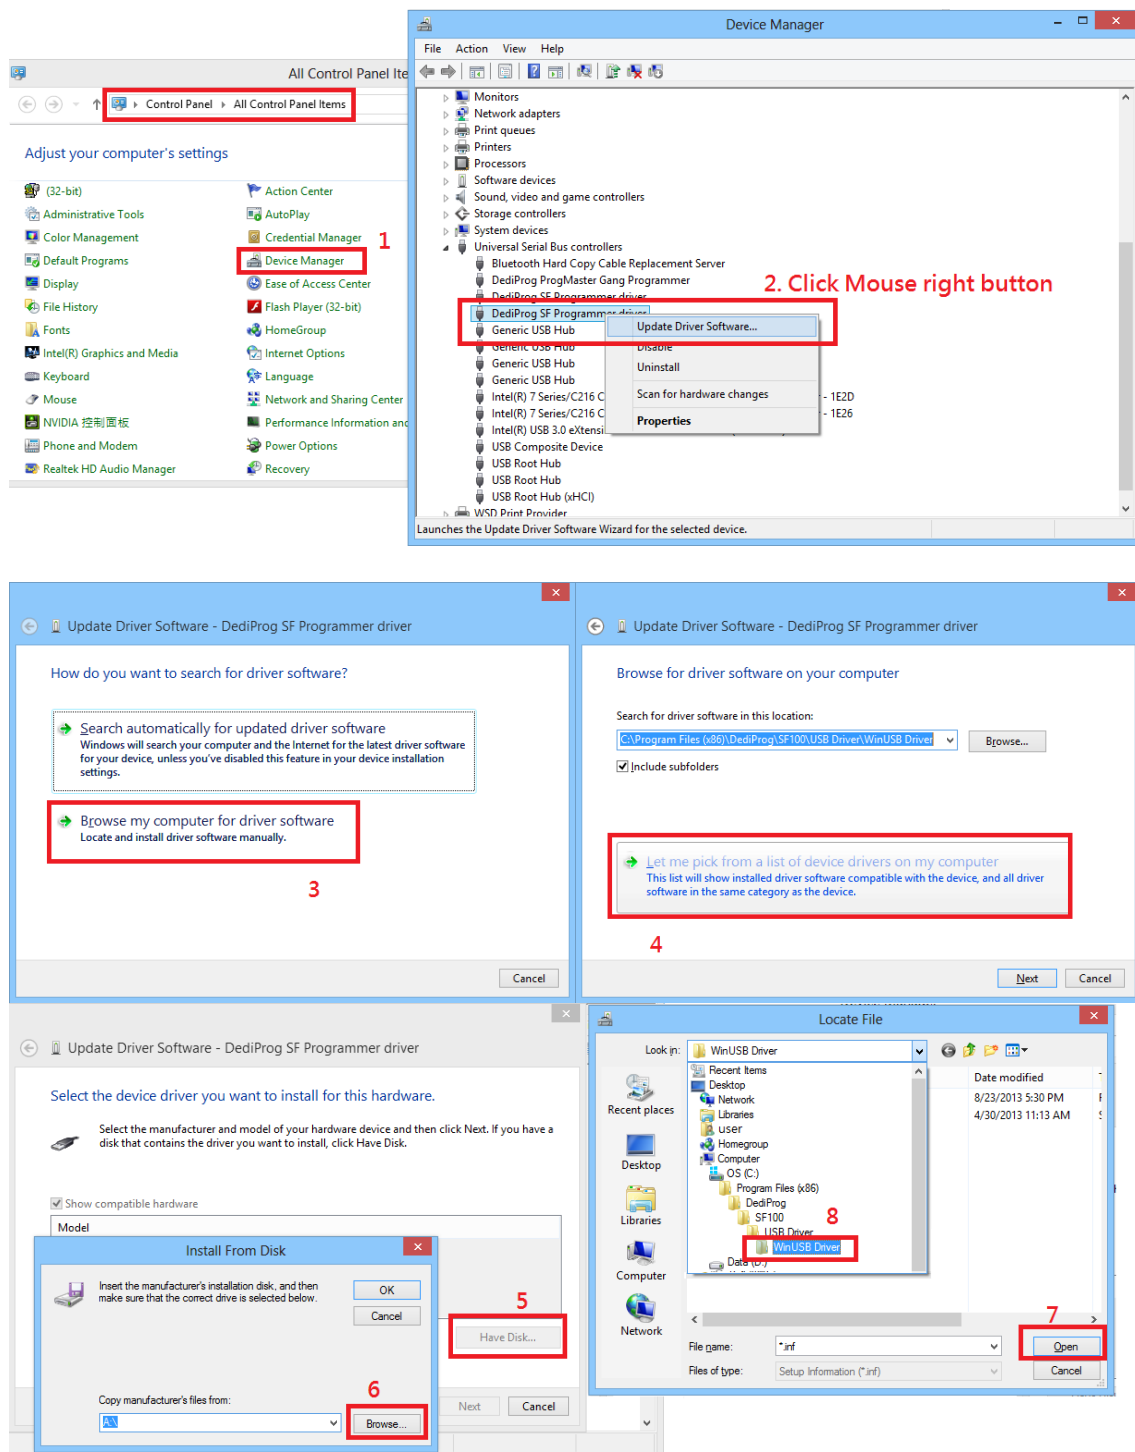 Device Manager
File Action View Help
Monitors
Network adapters
Print queues
Printers
Processors
Software devices
Sound, video and game controllers
Storage controllers
System devices
Universal Serial Bus controllers
Bluetooth Hard Copy Cable Replacement Server
DediProg ProgMaster Gang Programmer
DediProg SF Programmer driver
DediProg SF Programmer driver
Generic USB Hub
Generic USB Hub
Generic USB Hub
Generic USB Hub
Intel(R) 7 Series/C216 C - 1E2D
Intel(R) 7 Series/C216 C - 1E26
Intel(R) USB 3.0 eXtensi
USB Composite Device
USB Root Hub
USB Root Hub
USB Root Hub (xHCI)
WSD Print Provider
Launches the Update Driver Software Wizard for the selected device.
2. Click Mouse right button
Update Driver Software...
Disable
Uninstall
Scan for hardware changes
Properties
All Control Panel Ite
Control Panel All Control Panel Items
Adjust your computer's settings
(32-bit) Action Center
Administrative Tools AutoPlay
Color Management Credential Manager
1
Default Programs Device Manager
Display Ease of Access Center
File History Flash Player (32-bit)
Fonts HomeGroup
Intel(R) Graphics and Media Internet Options
Keyboard Language
Mouse Network and Sharing Center
NVIDIA 控制面板 Performance Information and
Phone and Modem Power Options
Realtek HD Audio Manager Recovery
Update Driver Software - DediProg SF Programmer driver
How do you want to search for driver software?
Search automatically for updated driver software
Windows will search your computer and the Internet for the latest driver software
for your device, unless you've disabled this feature in your device installation
settings.
Browse my computer for driver software
Locate and install driver software manually.
3
Cancel
Update Driver Software - DediProg SF Programmer driver
Browse for driver software on your computer
Search for driver software in this location:
C:\Program Files (x86)\DediProg\SF100\USB Driver\WinUSB Driver Browse...
Include subfolders
Let me pick from a list of device drivers on my computer
This list will show installed driver software compatible with the device, and all driver
software in the same category as the device.
4
Next Cancel
Update Driver Software - DediProg SF Programmer driver
Select the device driver you want to install for this hardware.
Select the manufacturer and model of your hardware device and then click Next. If you have a
disk that contains the driver you want to install, click Have Disk.
Show compatible hardware
Model
Install From Disk
Insert the manufacturer's installation disk, and then
make sure that the correct drive is selected below.
OK
Cancel
5
Have Disk...
6
Copy manufacturer's files from:
A:\ Browse...
Next Cancel
Locate File
Look in: WinUSB Driver
Recent Items
Desktop
Network
Libraries
user
Homegroup
Computer
OS (C:)
Program Files (x86)
DediProg
SF100
8
USB Driver
WinUSB Driver
Data (D:)
Recent places
Desktop
Libraries
Computer
Network
Date modified
8/23/2013 5:30 PM
4/30/2013 11:13 AM
7
File name: *.inf Open
Files of type: Setup Information (*.inf) Cancel